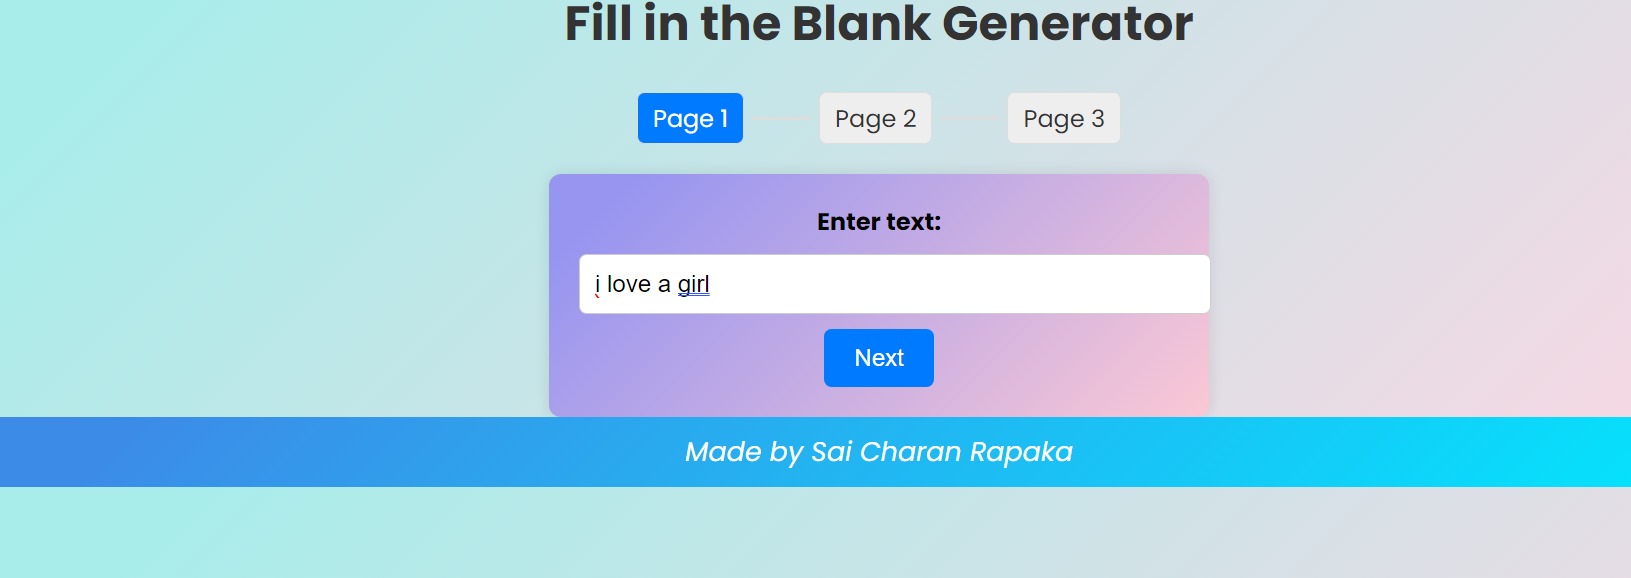 Fill in the Blank Generator
Page 1 Page 2 Page 3
Enter text:
i love a girl
Next
Made by Sai Charan Rapaka